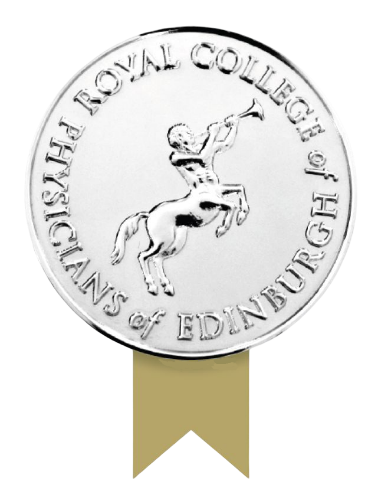 ROYAL COLLEGE of
PHYSICIANS of EDINBURGH